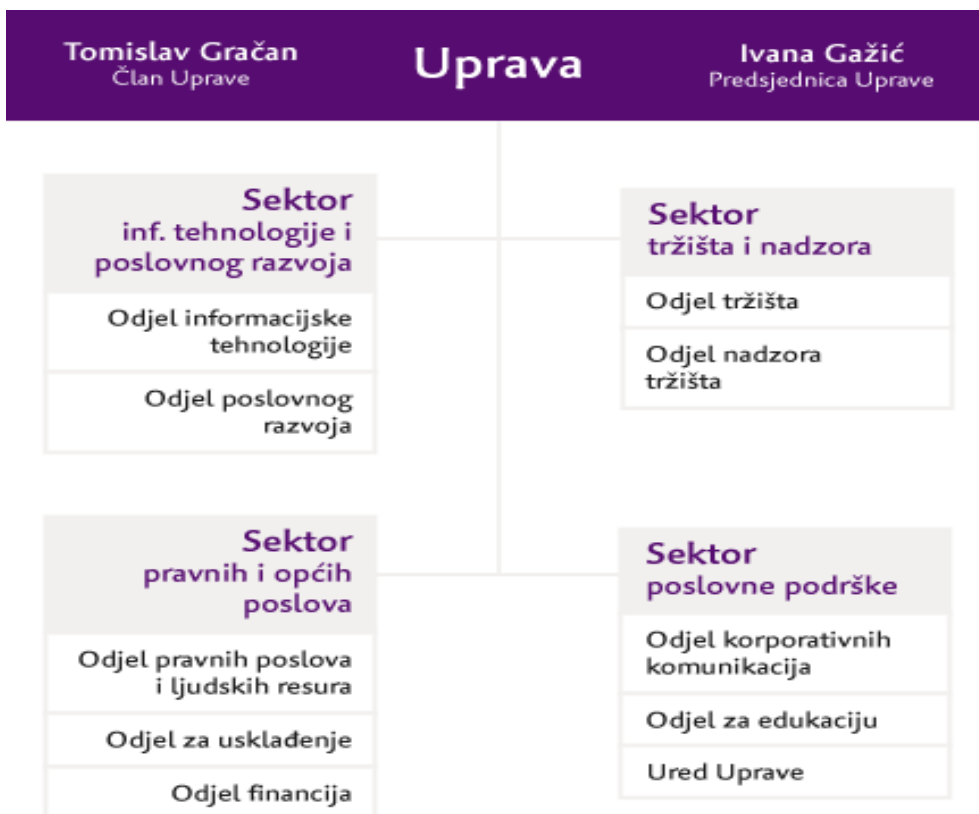 Tomislav Gračan
Član Uprave
Uprava
Ivana Gažić
Predsjednica Uprave
Sektor
inf. tehnologije i
poslovnog razvoja
Odjel informacijske
tehnologije
Odjel poslovnog
razvoja
Sektor
tržišta i nadzora
Odjel tržišta
Odjel nadzora
tržišta
Sektor
pravnih i općih
poslova
Odjel pravnih poslova
i ljudskih resura
Odjel za usklađenje
Odjel financija
Sektor
poslovne podrške
Odjel korporativnih
komunikacija
Odjel za edukaciju
Ured Uprave